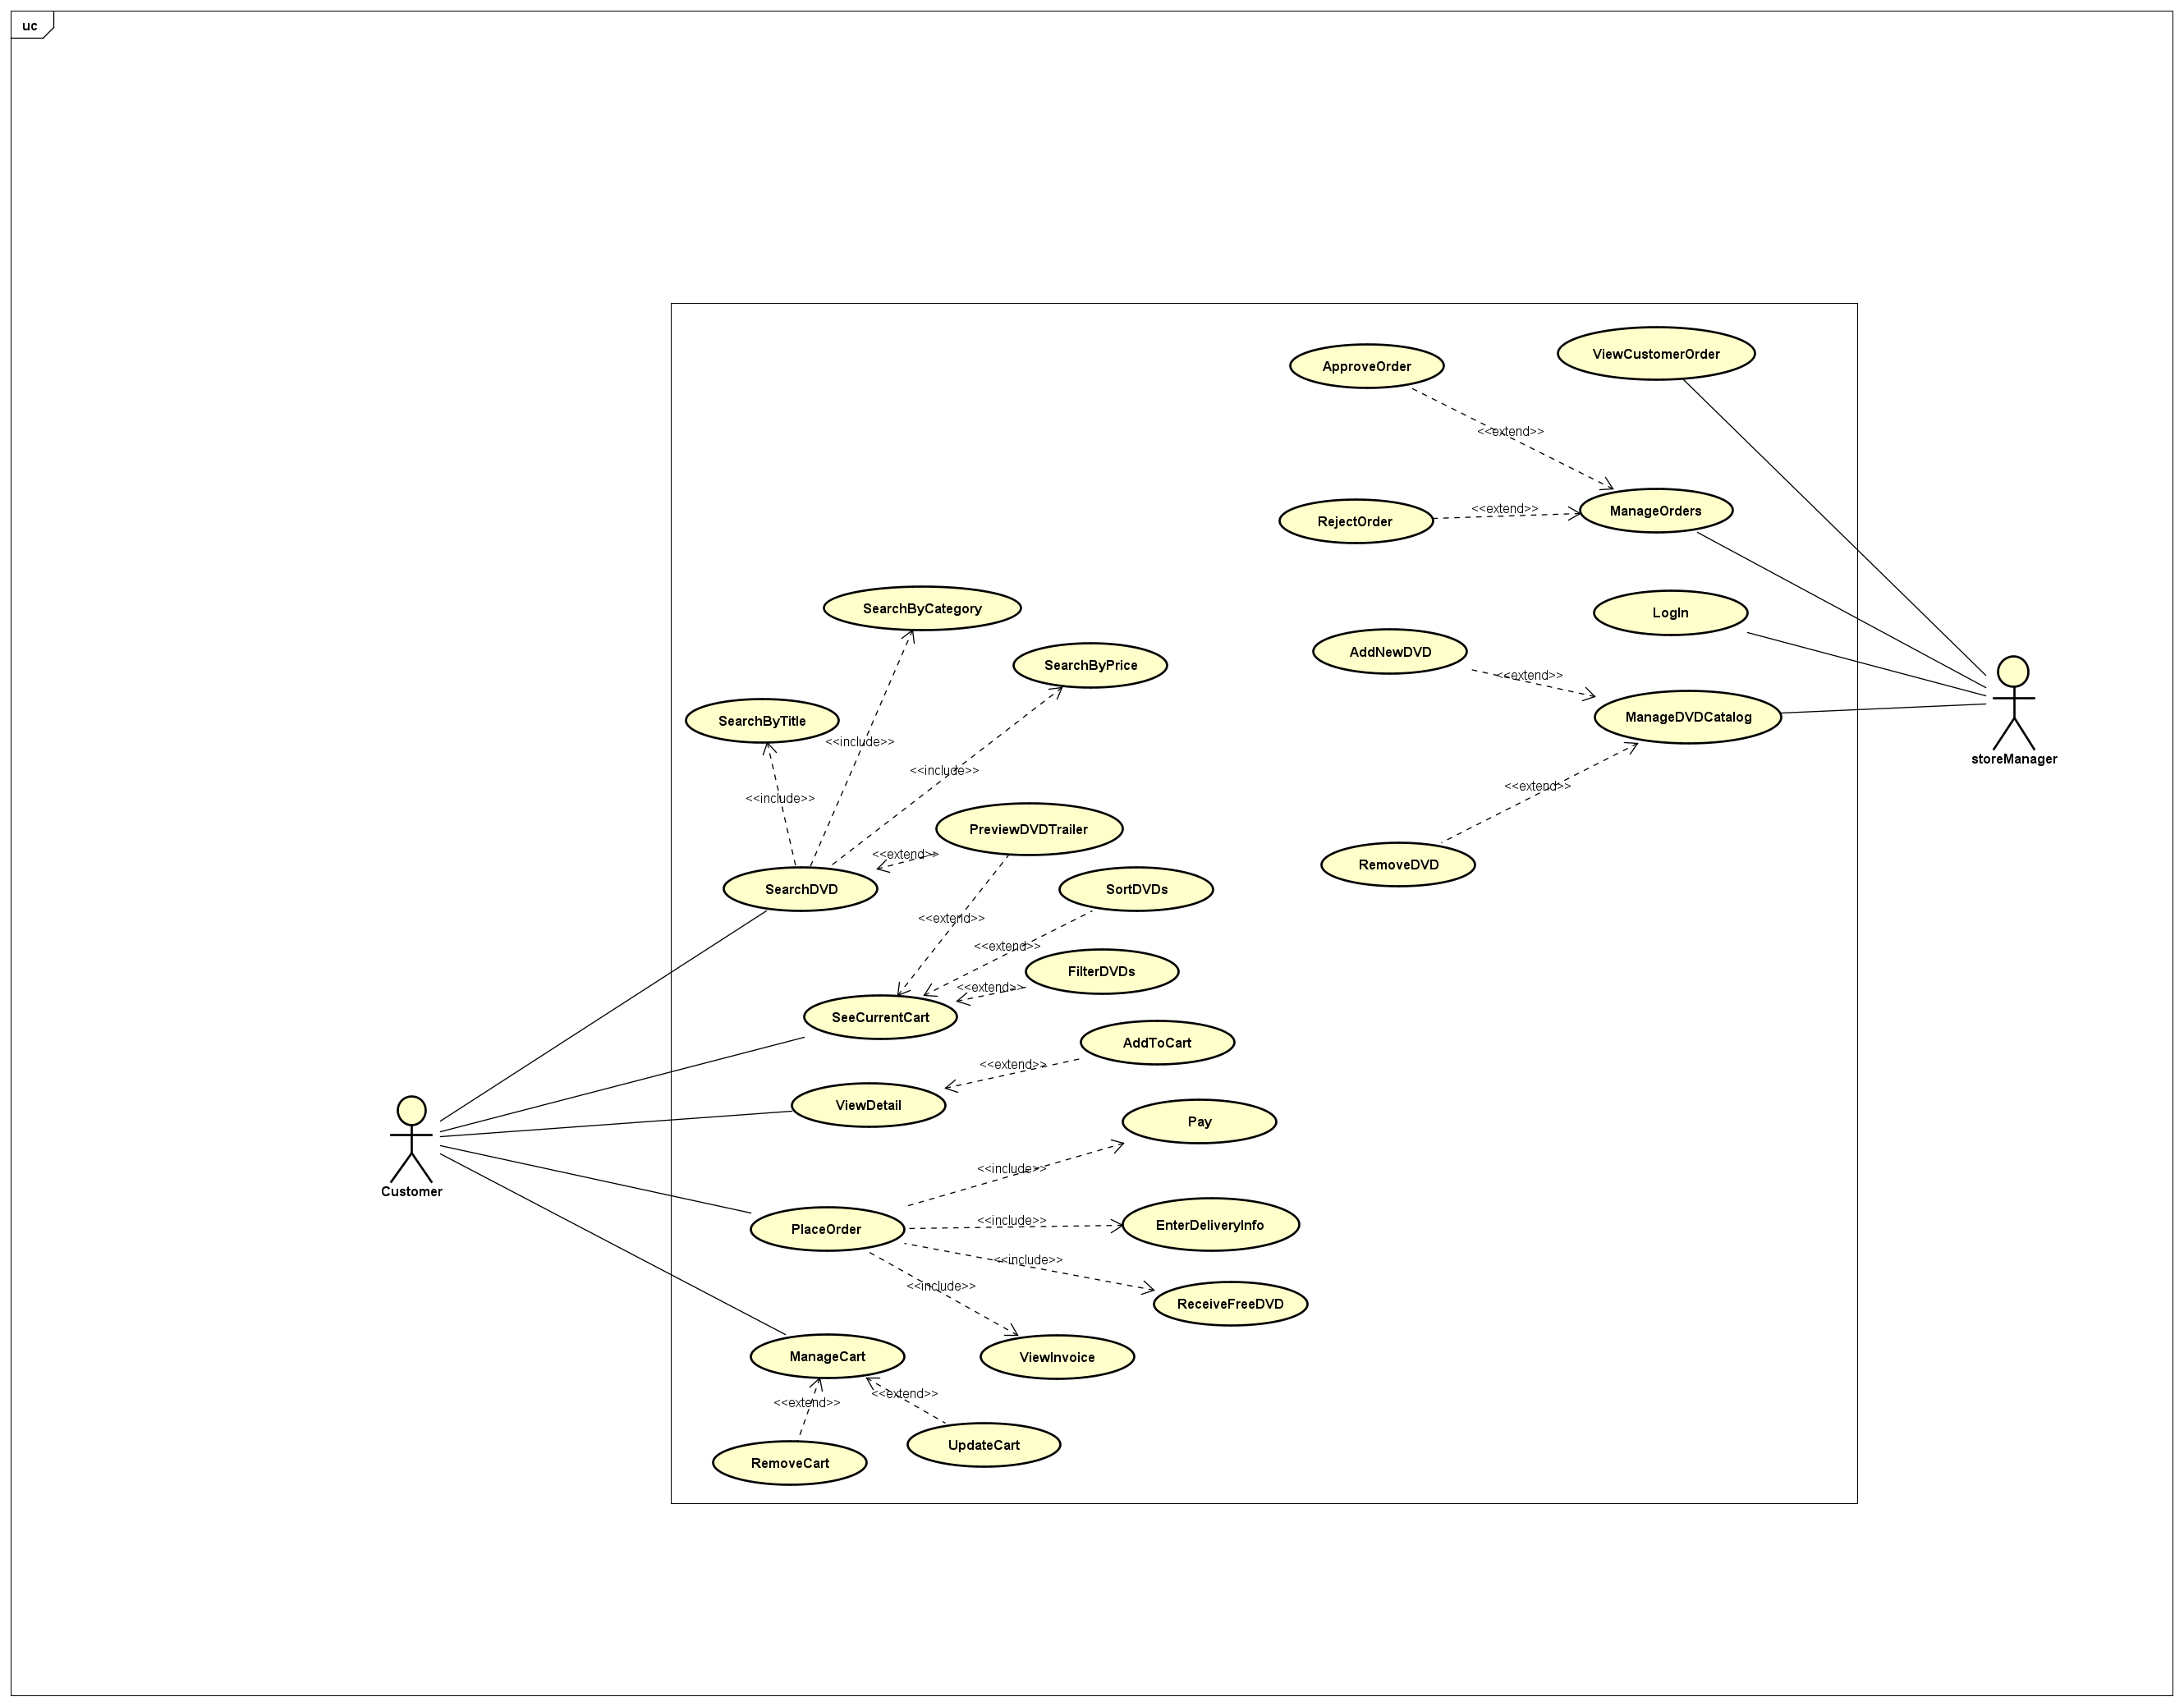 uc
ViewCustomerOrder
ApproveOrder
<<extend>>
ManageOrders
<<extend>>
RejectOrder
SearchByCategory
LogIn
AddNewDVD
SearchByPrice
<<extend>>
SearchByTitle
ManageDVDCatalog
<<include>>
storeManager
<<include>>
<<extend>>
<<include>>
PreviewDVDTrailer
<<extend>>
RemoveDVD
SearchDVD
SortDVDs
<<extend>>
<<extend>>
FilterDVDs
<<extend>>
SeeCurrentCart
AddToCart
<<extend>>
ViewDetail
Pay
<<include>>
Customer
<<include>>
EnterDeliveryInfo
PlaceOrder
<<include>>
<<include>>
ReceiveFreeDVD
ManageCart
ViewInvoice
<<extend>>
<<extend>>
UpdateCart
RemoveCart